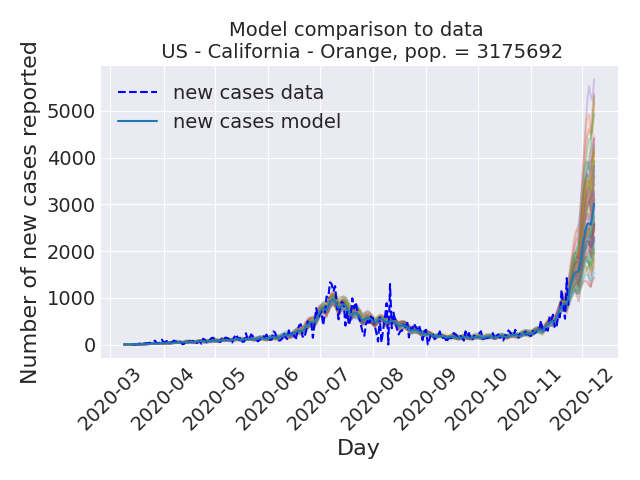 Model comparison to data
US - California - Orange, pop. = 3175692
new cases data
new cases model
Number of new cases reported
5000
4000
3000
2000
1000
0
2020-03
2020-04
2020-05
2020-06
2020-07
2020-08
2020-09
2020-10
2020-11
2020-12
Day